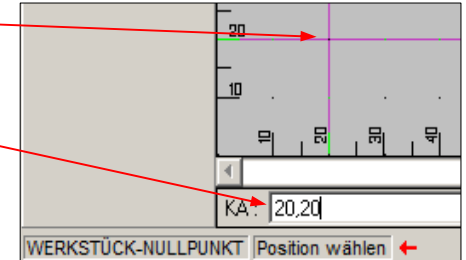 20
10
10 20 30 40
KA : 20,20
WERKSTÜCK-NULLPUNKT Position wählen